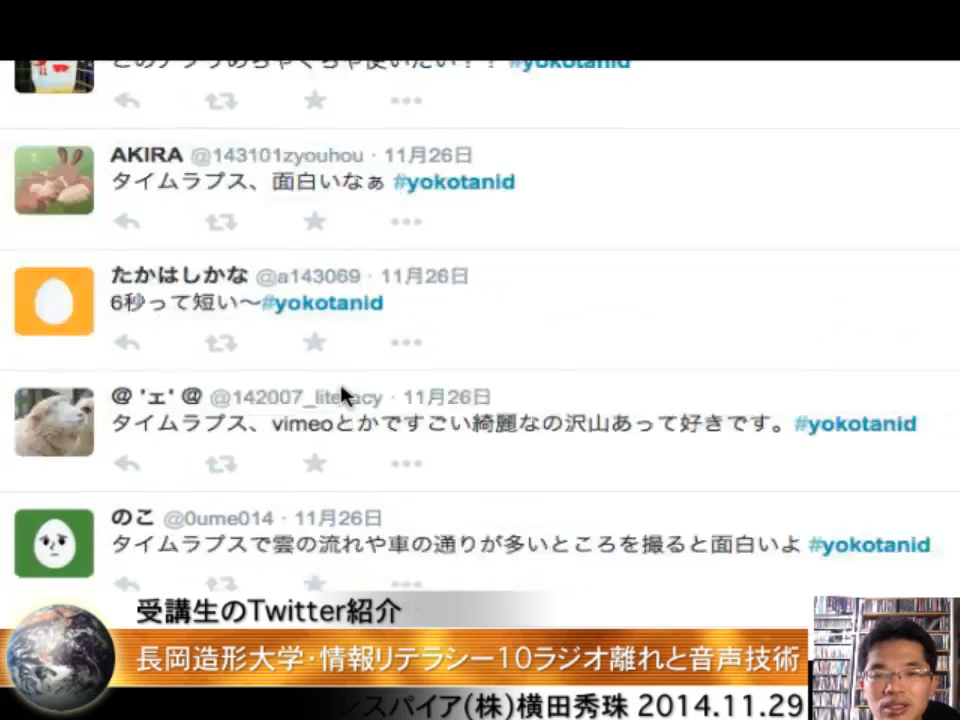 #yokotanid
AKIRA @143101zyouhou · 11月26日
タイムラプス、面白いなぁ #yokotanid
たかはしかな @a143069 · 11月26日
6秒って短い〜#yokotanid
@ 'ェ' @ @142007_literacy · 11月26日
タイムラプス、vimeoとかですごい綺麗なの沢山あって好きです。 #yokotanid
のこ @0ume014 · 11月26日
タイムラプスで雲の流れや車の通りが多いところを撮ると面白いよ #yokotanid
受講生のTwitter紹介
長岡造形大学・情報リテラシー10ラジオ離れと音声技術
ンスパイア(株)横田秀珠 2014.11.29